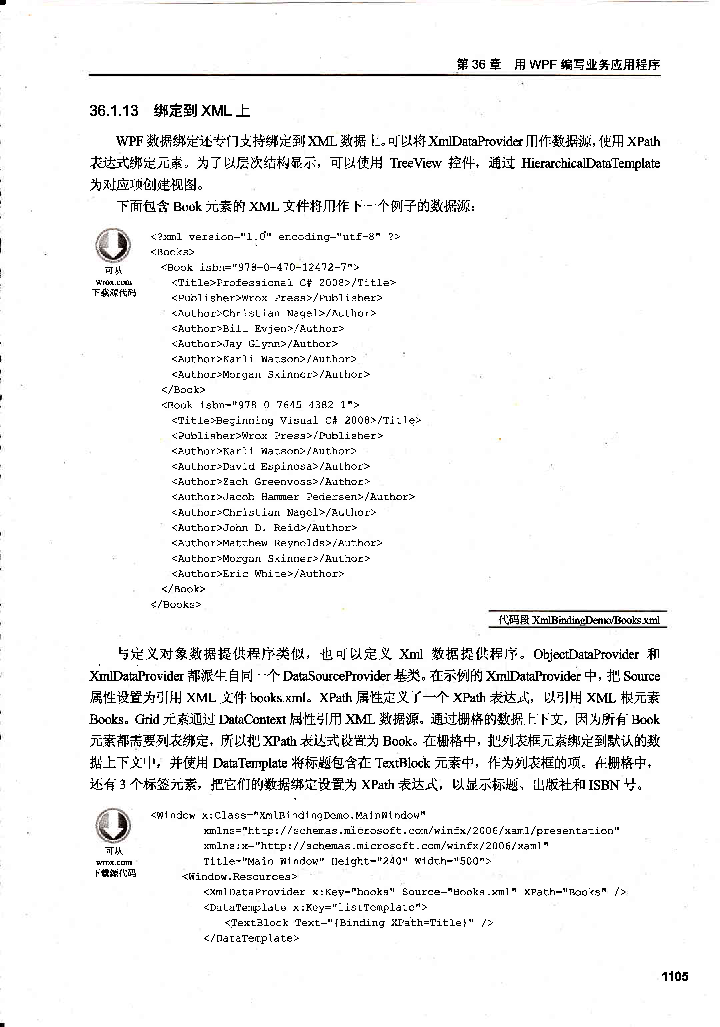 第 36 章 用 WPF 编写业务应用程序
36.1.13 绑定到 XML 上
WPF 数据绑定还专门支持绑定到 XML 数据上。可以将 XmlDataProvider 用作数据源，使用 XPath
表达式绑定元素。为了以层次结构显示，可以使用 TreeView 控件，通过 HierarchicalDataTemplate
为对应项创建视图。
下面包含 Book 元素的 XML 文件将用作下一个例子的数据源：
可从
wrox.com
下载源代码
<?xml version="1.0" encoding="utf-8" ?>
<Books>
<Book isbn="978-0-470-12472-7">
<Title>Professional C# 2008>/Title>
<Publisher>Wrox Press>/Publisher>
<Author>Christian Nagel>/Author>
<Author>Bill Evjen>/Author>
<Author>Jay Glynn>/Author>
<Author>Karli Watson>/Author>
<Author>Morgan Skinner>/Author>
</Book>
<Book isbn="978-0-7645-4382-1">
<Title>Beginning Visual C# 2008>/Title>
<Publisher>Wrox Press>/Publisher>
<Author>Karli Watson>/Author>
<Author>David Espinosa>/Author>
<Author>Zach Greenvoss>/Author>
<Author>Jacob Hammer Pedersen>/Author>
<Author>Christian Nagel>/Author>
<Author>John D. Reid>/Author>
<Author>Matthew Reynolds>/Author>
<Author>Morgan Skinner>/Author>
<Author>Eric White>/Author>
</Book>
</Books>
代码段 XmlBindingDemo/Books.xml
与定义对象数据提供程序类似，也可以定义 Xml 数据提供程序。ObjectDataProvider 和
XmlDataProvider 都派生自同一个 DataSourceProvider 基类。在示例的 XmlDataProvider 中，把 Source
属性设置为引用 XML 文件 books.xml。XPath 属性定义了一个 XPath 表达式，以引用 XML 根元素
Books。Grid 元素通过 DataContext 属性引用 XML 数据源。通过栅格的数据上下文，因为所有 Book
元素都需要列表绑定，所以把 XPath 表达式设置为 Book。在栅格中，把列表框元素绑定到默认的数
据上下文中，并使用 DataTemplate 将标题包含在 TextBlock 元素中，作为列表框的项。在栅格中，
还有 3 个标签元素，把它们的数据绑定设置为 XPath 表达式，以显示标题、出版社和 ISBN 号。
可从
wrox.com
下载源代码
<Window x:Class="XmlBindingDemo.MainWindow"
xmlns="http://schemas.microsoft.com/winfx/2006/xaml/presentation"
xmlns:x="http://schemas.microsoft.com/winfx/2006/xaml"
Title="Main Window" Height="240" Width="500">
<Window.Resources>
<XmlDataProvider x:Key="books" Source="Books.xml" XPath="Books" />
<DataTemplate x:Key="listTemplate">
<TextBlock Text="{Binding XPath=Title}" />
</DataTemplate>
1105